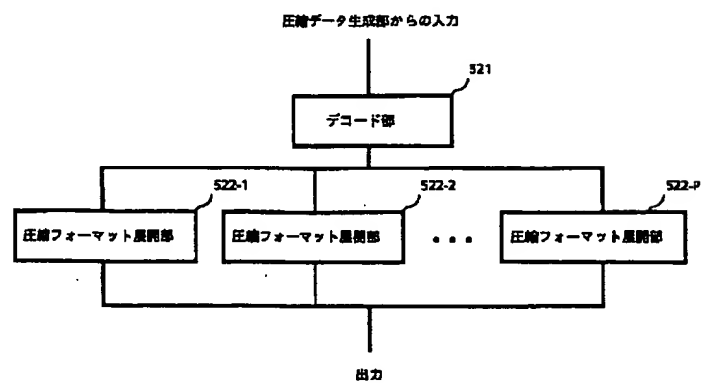 圧縮データ生成部からの入力
521
デコード部
522-1
522-2
522-P
圧縮フォーマット展開部
圧縮フォーマット展開部
・・・
圧縮フォーマット展開部
出力